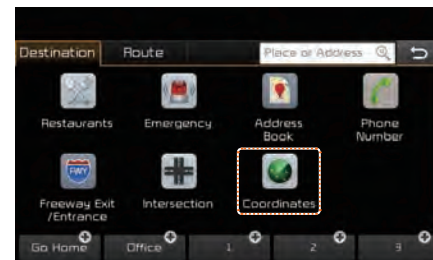 Destination Route Place or Address
Restaurants Emergency Address Book Phone Number
FWY
Freeway Exit /Entrance Intersection Coordinates
Go Home Office 1 2 3